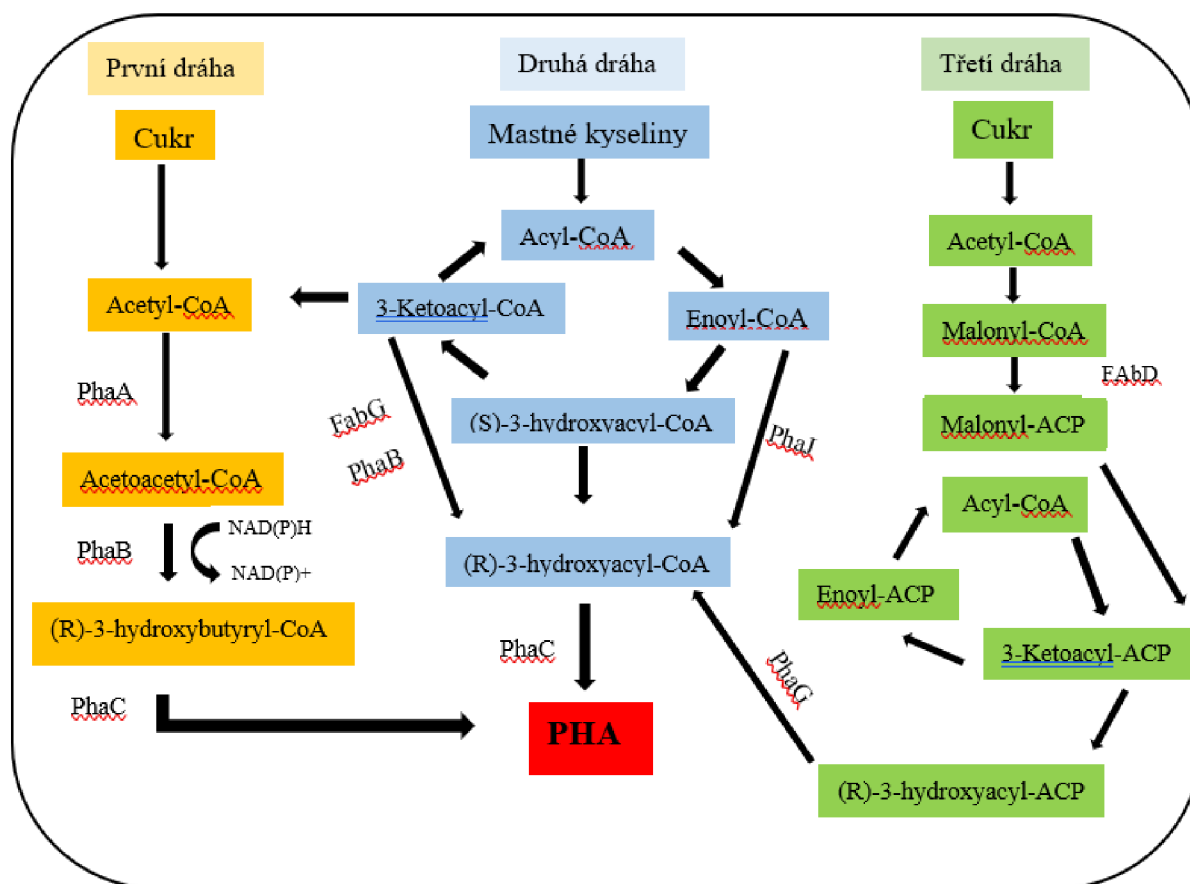 První dráha
Cukr
Acetyl-CoA
PhaA
Acetoacetyl-CoA
PhaB
NAD(P)H
NAD(P)+
(R)-3-hydroxybutyryl-CoA
PhaC
Druhá dráha
Mastné kyseliny
Acyl-CoA
3-Ketoacyl-CoA
Enoyl-CoA
(S)-3-hydroxyacyl-CoA
FabG
PhaB
PhaJ
(R)-3-hydroxyacyl-CoA
PhaC
PHA
Třetí dráha
Cukr
Acetyl-CoA
Malonyl-CoA
FAbD
Malonyl-ACP
Acyl-CoA
Enoyl-ACP
3-Ketoacyl-ACP
PhaG
(R)-3-hydroxyacyl-ACP